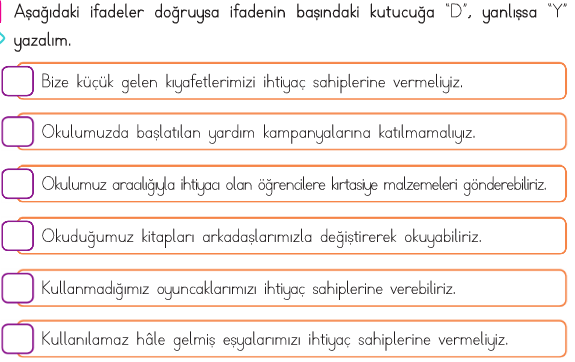 Aşağıdaki ifadeler doğruysa ifadenin başındaki kutucuğa "D", yanlışsa "Y"
yazalım.
Bize küçük gelen kıyafetlerimizi ihtiyaç sahiplerine vermeliyiz.
Okulumuzda başlatılan yardım kampanyalarına katılmamalıyız.
Okulumuz aracılığıyla ihtiyacı olan öğrencilere kırtasiye malzemeleri gönderebiliriz.
Okuduğumuz kitapları arkadaşlarımızla değiştirerek okuyabiliriz.
Kullanmadığımız oyuncaklarımızı ihtiyaç sahiplerine verebiliriz.
Kullanılamaz hâle gelmiş eşyalarımızı ihtiyaç sahiplerine vermeliyiz.